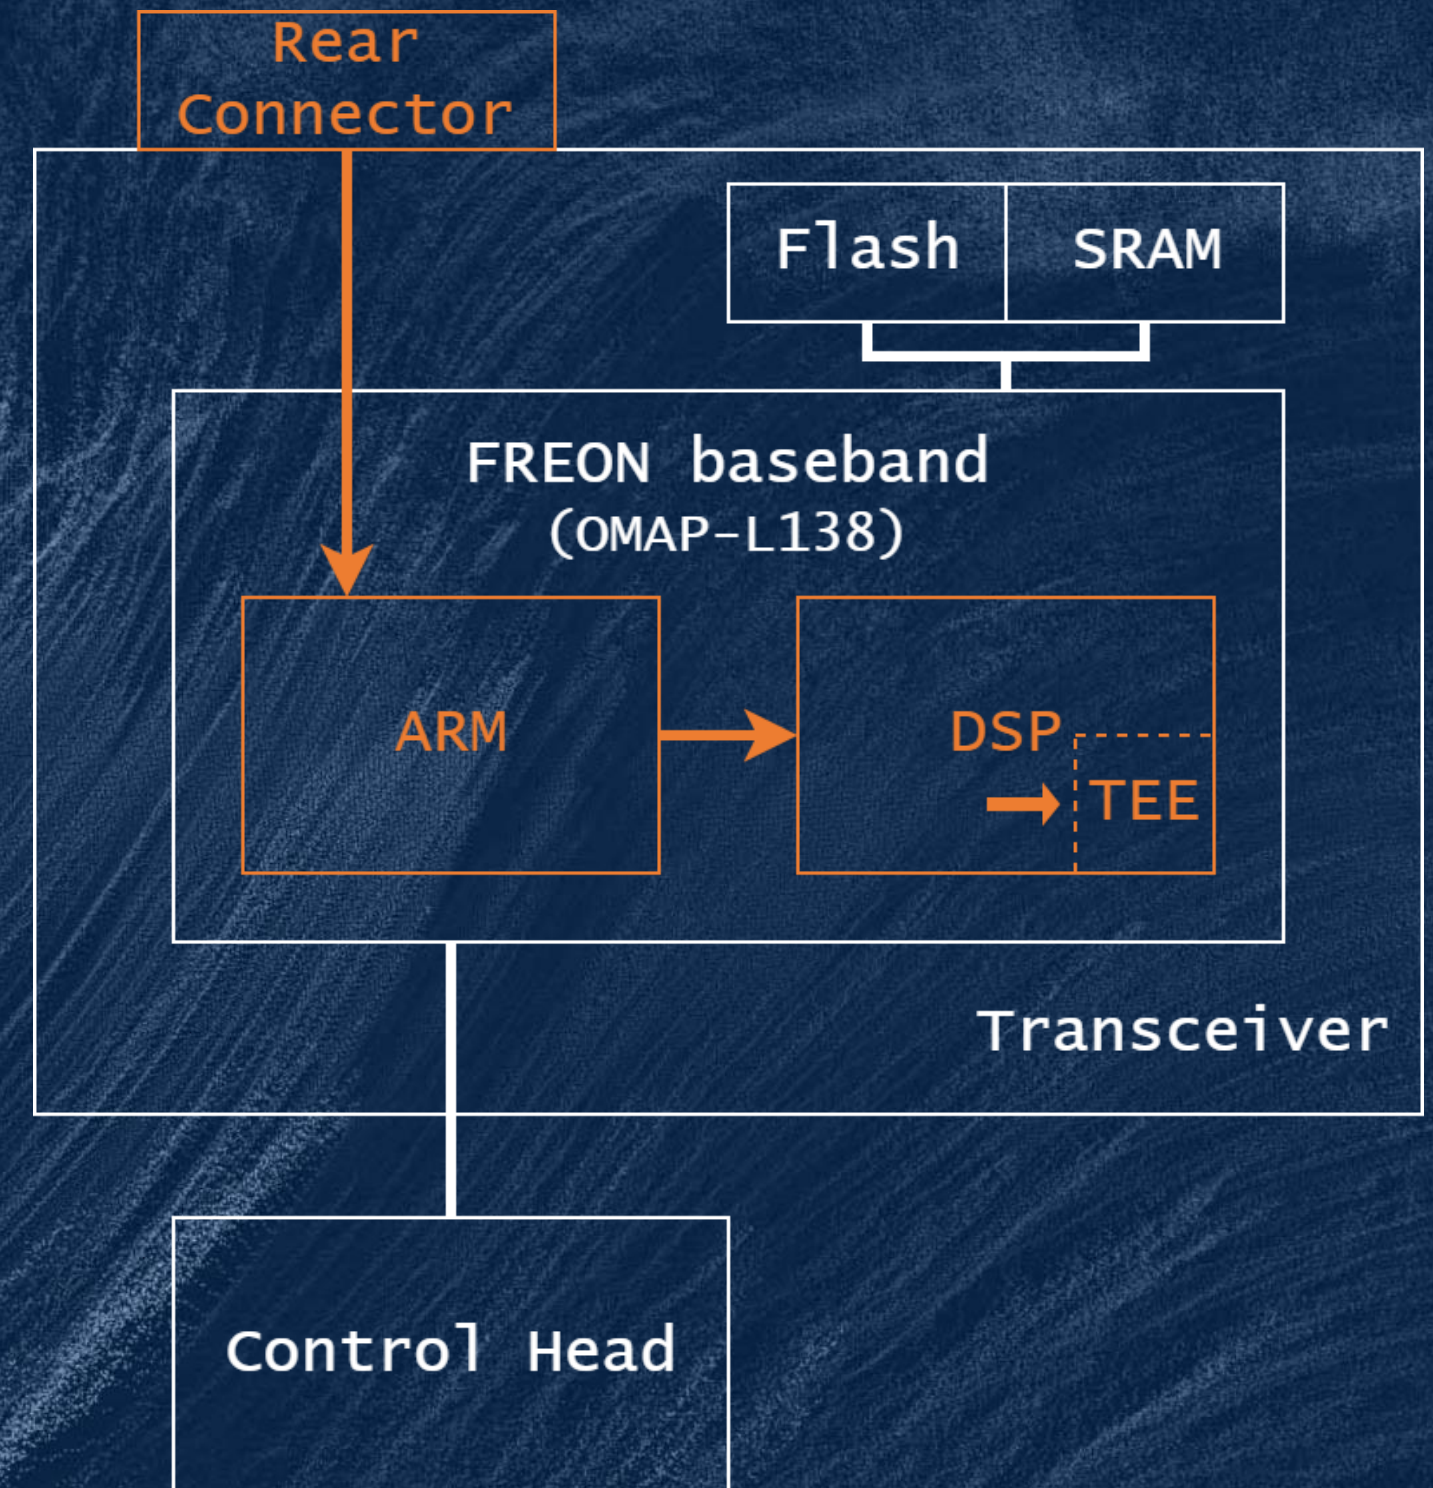 Rear
Connector
Flash
SRAM
FREON baseband
(OMAP-L138)
ARM
DSP
TEE
Transceiver
Control Head